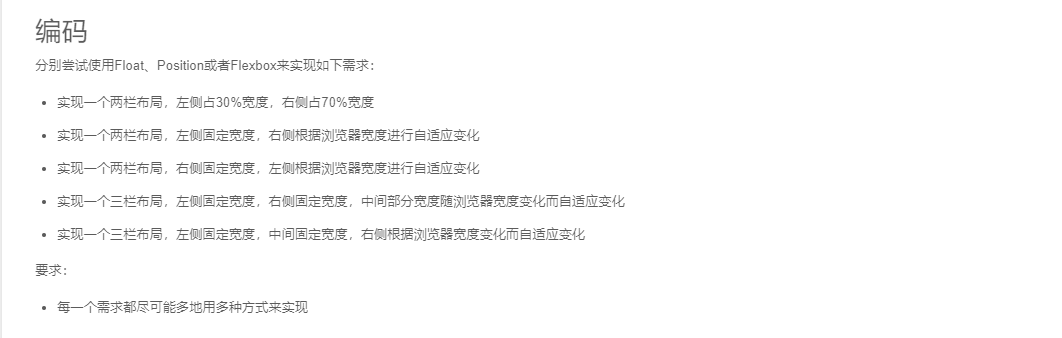 编码
分别尝试使用Float、Position或者Flexbox来实现如下需求：
实现一个两栏布局，左侧占30%宽度，右侧占70%宽度
实现一个两栏布局，左侧固定宽度，右侧根据浏览器宽度进行自适应变化
实现一个两栏布局，右侧固定宽度，左侧根据浏览器宽度进行自适应变化
实现一个三栏布局，左侧固定宽度，右侧固定宽度，中间部分宽度随浏览器宽度变化而自适应变化
实现一个三栏布局，左侧固定宽度，中间固定宽度，右侧根据浏览器宽度变化而自适应变化
要求：
每一个需求都尽可能多地用多种方式来实现